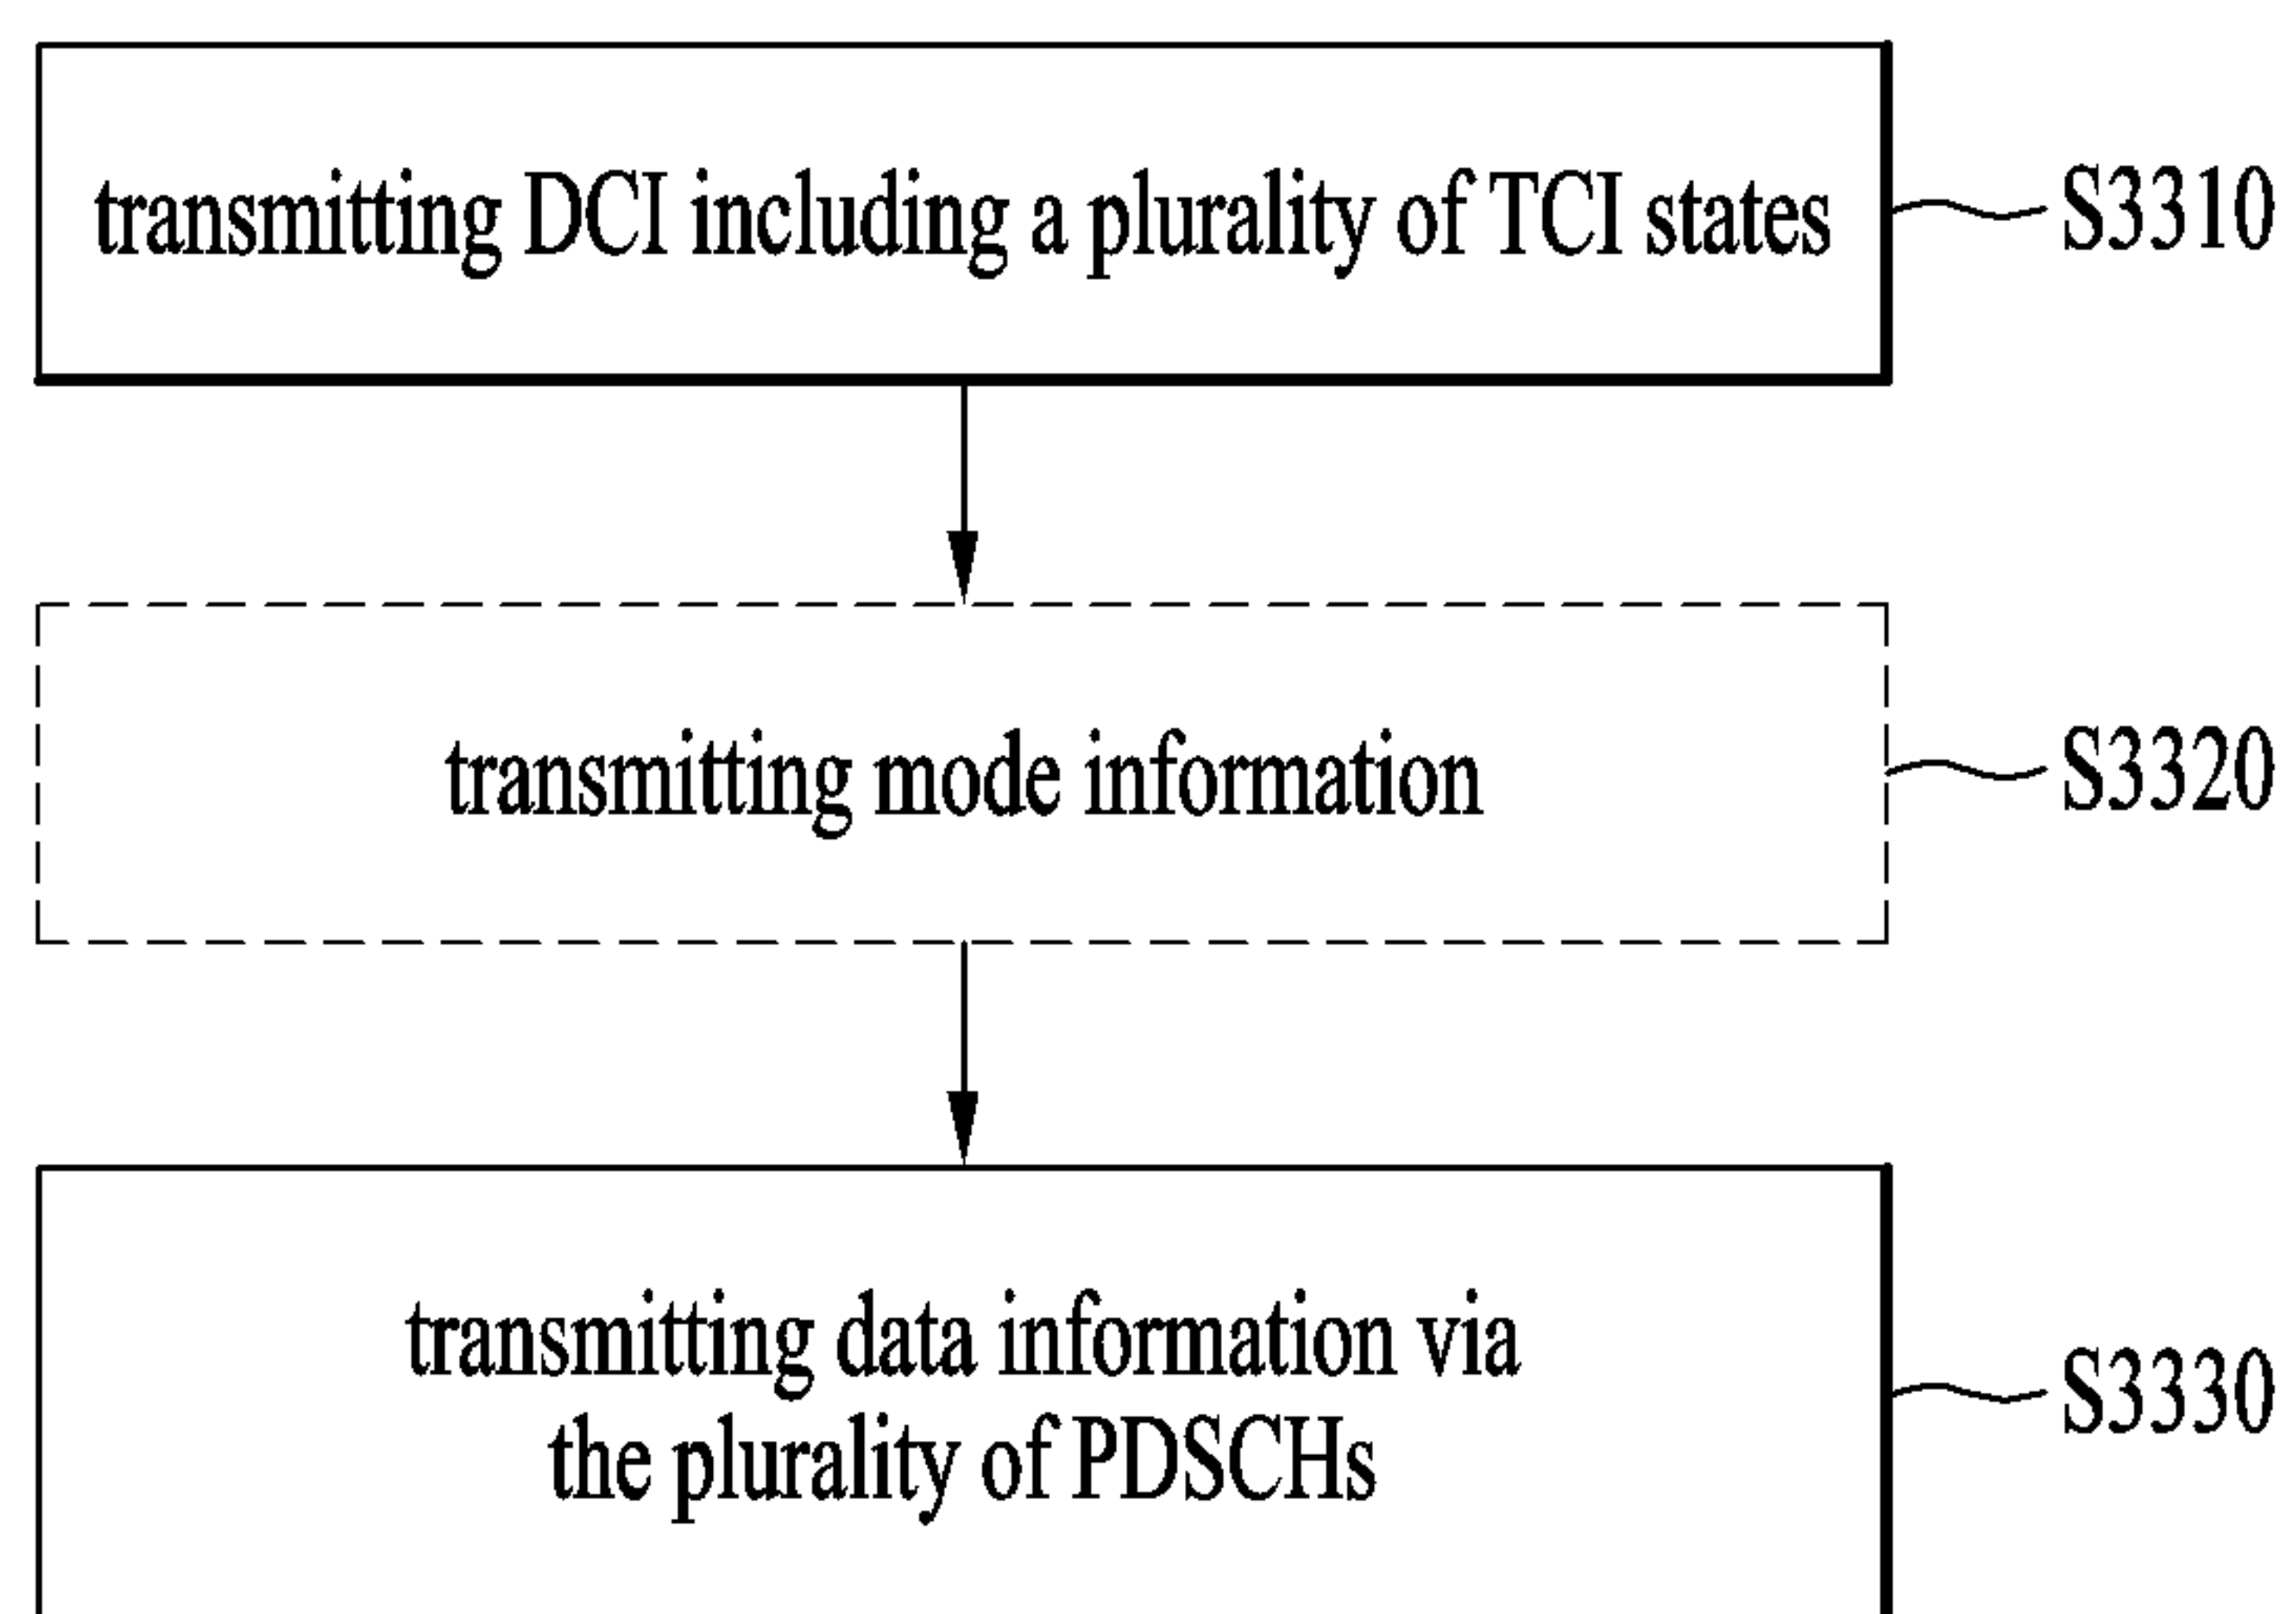 transmitting DCI including a plurality of TCI states
S3310
transmitting mode information
S3320
transmitting data information via
the plurality of PDSCHs
S3330